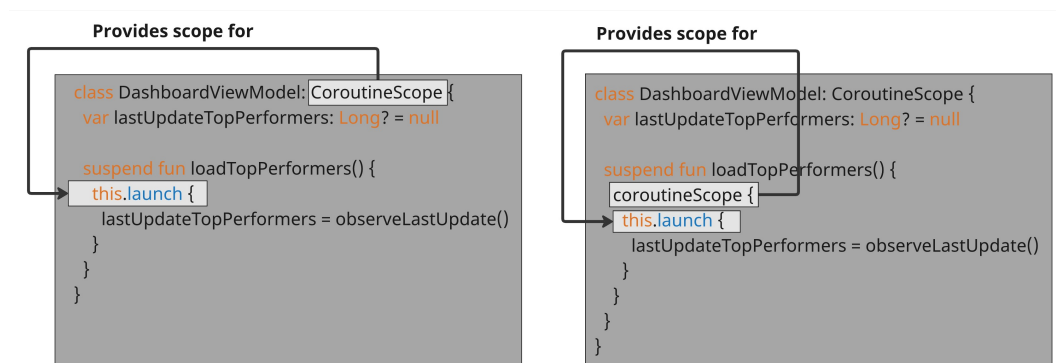 Provides scope for
class DashboardViewModel: CoroutineScope {
var lastUpdateTopPerformers: Long? = null
suspend fun loadTopPerformers() {
this.launch {
lastUpdateTopPerformers = observeLastUpdate()
}
}
}
Provides scope for
class DashboardViewModel: CoroutineScope {
var lastUpdateTopPerformers: Long? = null
suspend fun loadTopPerformers() {
coroutineScope {
this.launch {
lastUpdateTopPerformers = observeLastUpdate()
}
}
}
}